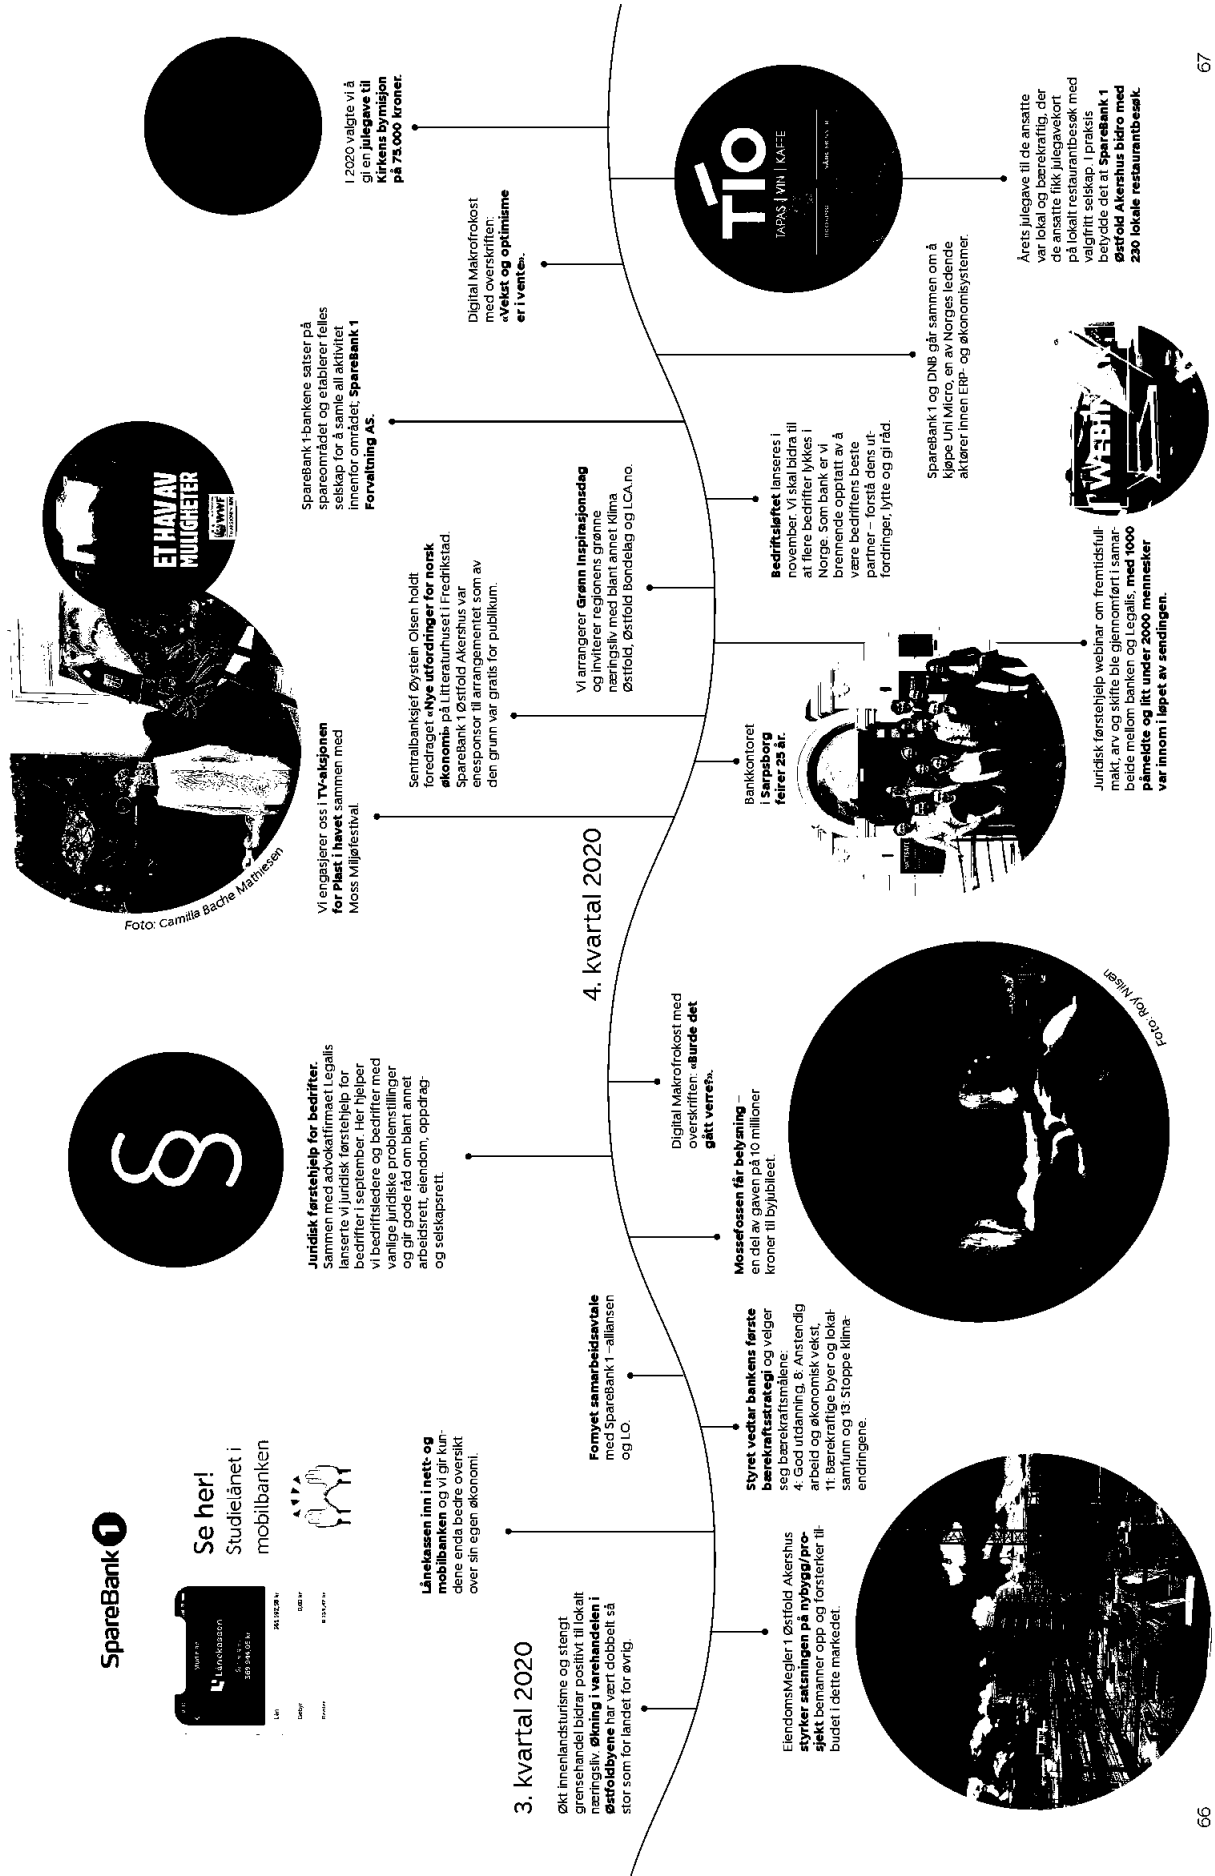 SpareBank 1
Se her!
Studielånet i
mobilbanken
Lånekassen
Lånekassen inn i nett- og
mobilbanken og vi gir kun-
dene enda bedre oversikt
over sin egen økonomi.
3. kvartal 2020
Økt innenlandsturisme og stengt
grensehandel bidrar positivt til lokalt
næringsliv. Økning i varehandelen i
Østfoldbyene har vært dobbelt så
stor som for landet for øvrig.
EiendomsMegler 1 Østfold Akershus
styrker satsningen på nybygg/pro-
sjekt bemanner opp og forsterker til-
budet i dette markedet.
Fornyet samarbeidsavtale
med SpareBank 1 –alliansen
og LO.
Styret vedtar bankens første
bærekraftsstrategi og velger
seg bærekraftsmålene:
4: God utdanning, 8: Anstendig
arbeid og økonomisk vekst,
11: Bærekraftige byer og lokal-
samfunn og 13: Stoppe klima-
endringene.
§
Juridisk førstehjelp for bedrifter.
Sammen med advokatfirmaet Legalis
lanserte vi juridisk førstehjelp for
bedrifter i september. Her hjelper
vi bedriftsledere og bedrifter med
vanlige juridiske problemstillinger
og gir gode råd om blant annet
arbeidsrett, eiendom, oppdrag-
og selskapsrett.
Mossefossen får belysning –
en del av gaven på 10 millioner
kroner til byjubileet.
Digital Makrofrokost med
overskriften: «Burde det
gått verre?».
Foto: Roy Nilsen
66
4. kvartal 2020
Foto: Camilla Bache Mathiesen
ET HAV AV
MULIGHETER
WWF
Vi engasjerer oss i TV-aksjonen
for Plast i havet sammen med
Moss Miljøfestival.
Bankkontoret
i Sarpsborg
feirer 25 år.
Sentralbanksjef Øystein Olsen holdt
foredraget «Nye utfordringer for norsk
økonomi» på Litteraturhuset i Fredrikstad.
SpareBank 1 Østfold Akershus var
enesponsor til arrangementet som av
den grunn var gratis for publikum.
Juridisk førstehjelp webinar om fremtidsfull-
makt, arv og skifte ble gjennomført i samar-
beide mellom banken og Legalis, med 1000
påmeldte og litt under 2000 mennesker
var innom i løpet av sendingen.
WEBIN
Vi arrangerer Grønn Inspirasjonsdag
og inviterer regionens grønne
næringsliv med blant annet Klima
Østfold, Østfold Bondelag og LCA.no.
Bedriftsløftet lanseres i
november. Vi skal bidra til
at flere bedrifter lykkes i
Norge. Som bank er vi
brennende opptatt av å
være bedriftens beste
partner – forstå dens ut-
fordringer, lytte og gi råd.
SpareBank 1-bankene satser på
spareområdet og etablerer felles
selskap for å samle all aktivitet
innenfor området; SpareBank 1
Forvaltning AS.
SpareBank 1 og DNB går sammen om å
kjøpe Uni Micro, en av Norges ledende
aktører innen ERP- og økonomisystemer.
Digital Makrofrokost
med overskriften:
«Vekst og optimisme
er i vente».
TÍO
TAPAS | VIN | KAFFE
Årets julegave til de ansatte
var lokal og bærekraftig, der
de ansatte fikk julegavekort
på lokalt restaurantbesøk med
valgfritt selskap. I praksis
betydde det at SpareBank 1
Østfold Akershus bidro med
230 lokale restaurantbesøk.
I 2020 valgte vi å
gi en julegave til
Kirkens bymisjon
på 75.000 kroner.
67